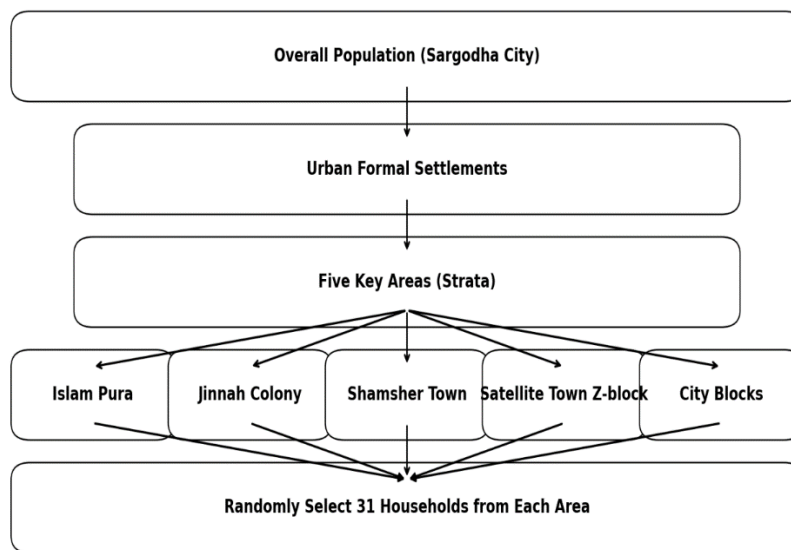 Overall Population (Sargodha City)
Urban Formal Settlements
Five Key Areas (Strata)
Islam Pura
Jinnah Colony
Shamsher Town
Satellite Town Z-block
City Blocks
Randomly Select 31 Households from Each Area